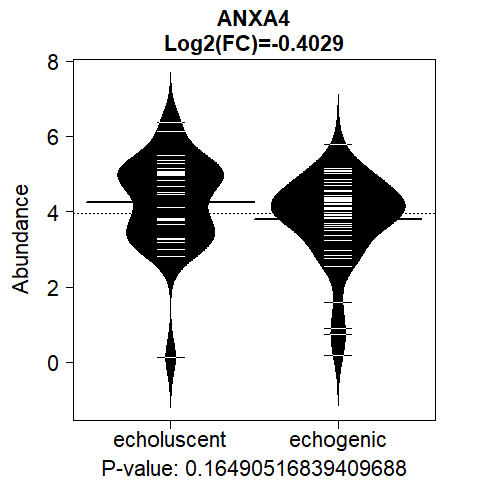 ANXA4
Log2(FC)=-0.4029
8
6
4
2
0
Abundance
echoluscent echogenic
P-value: 0.16490516839409688